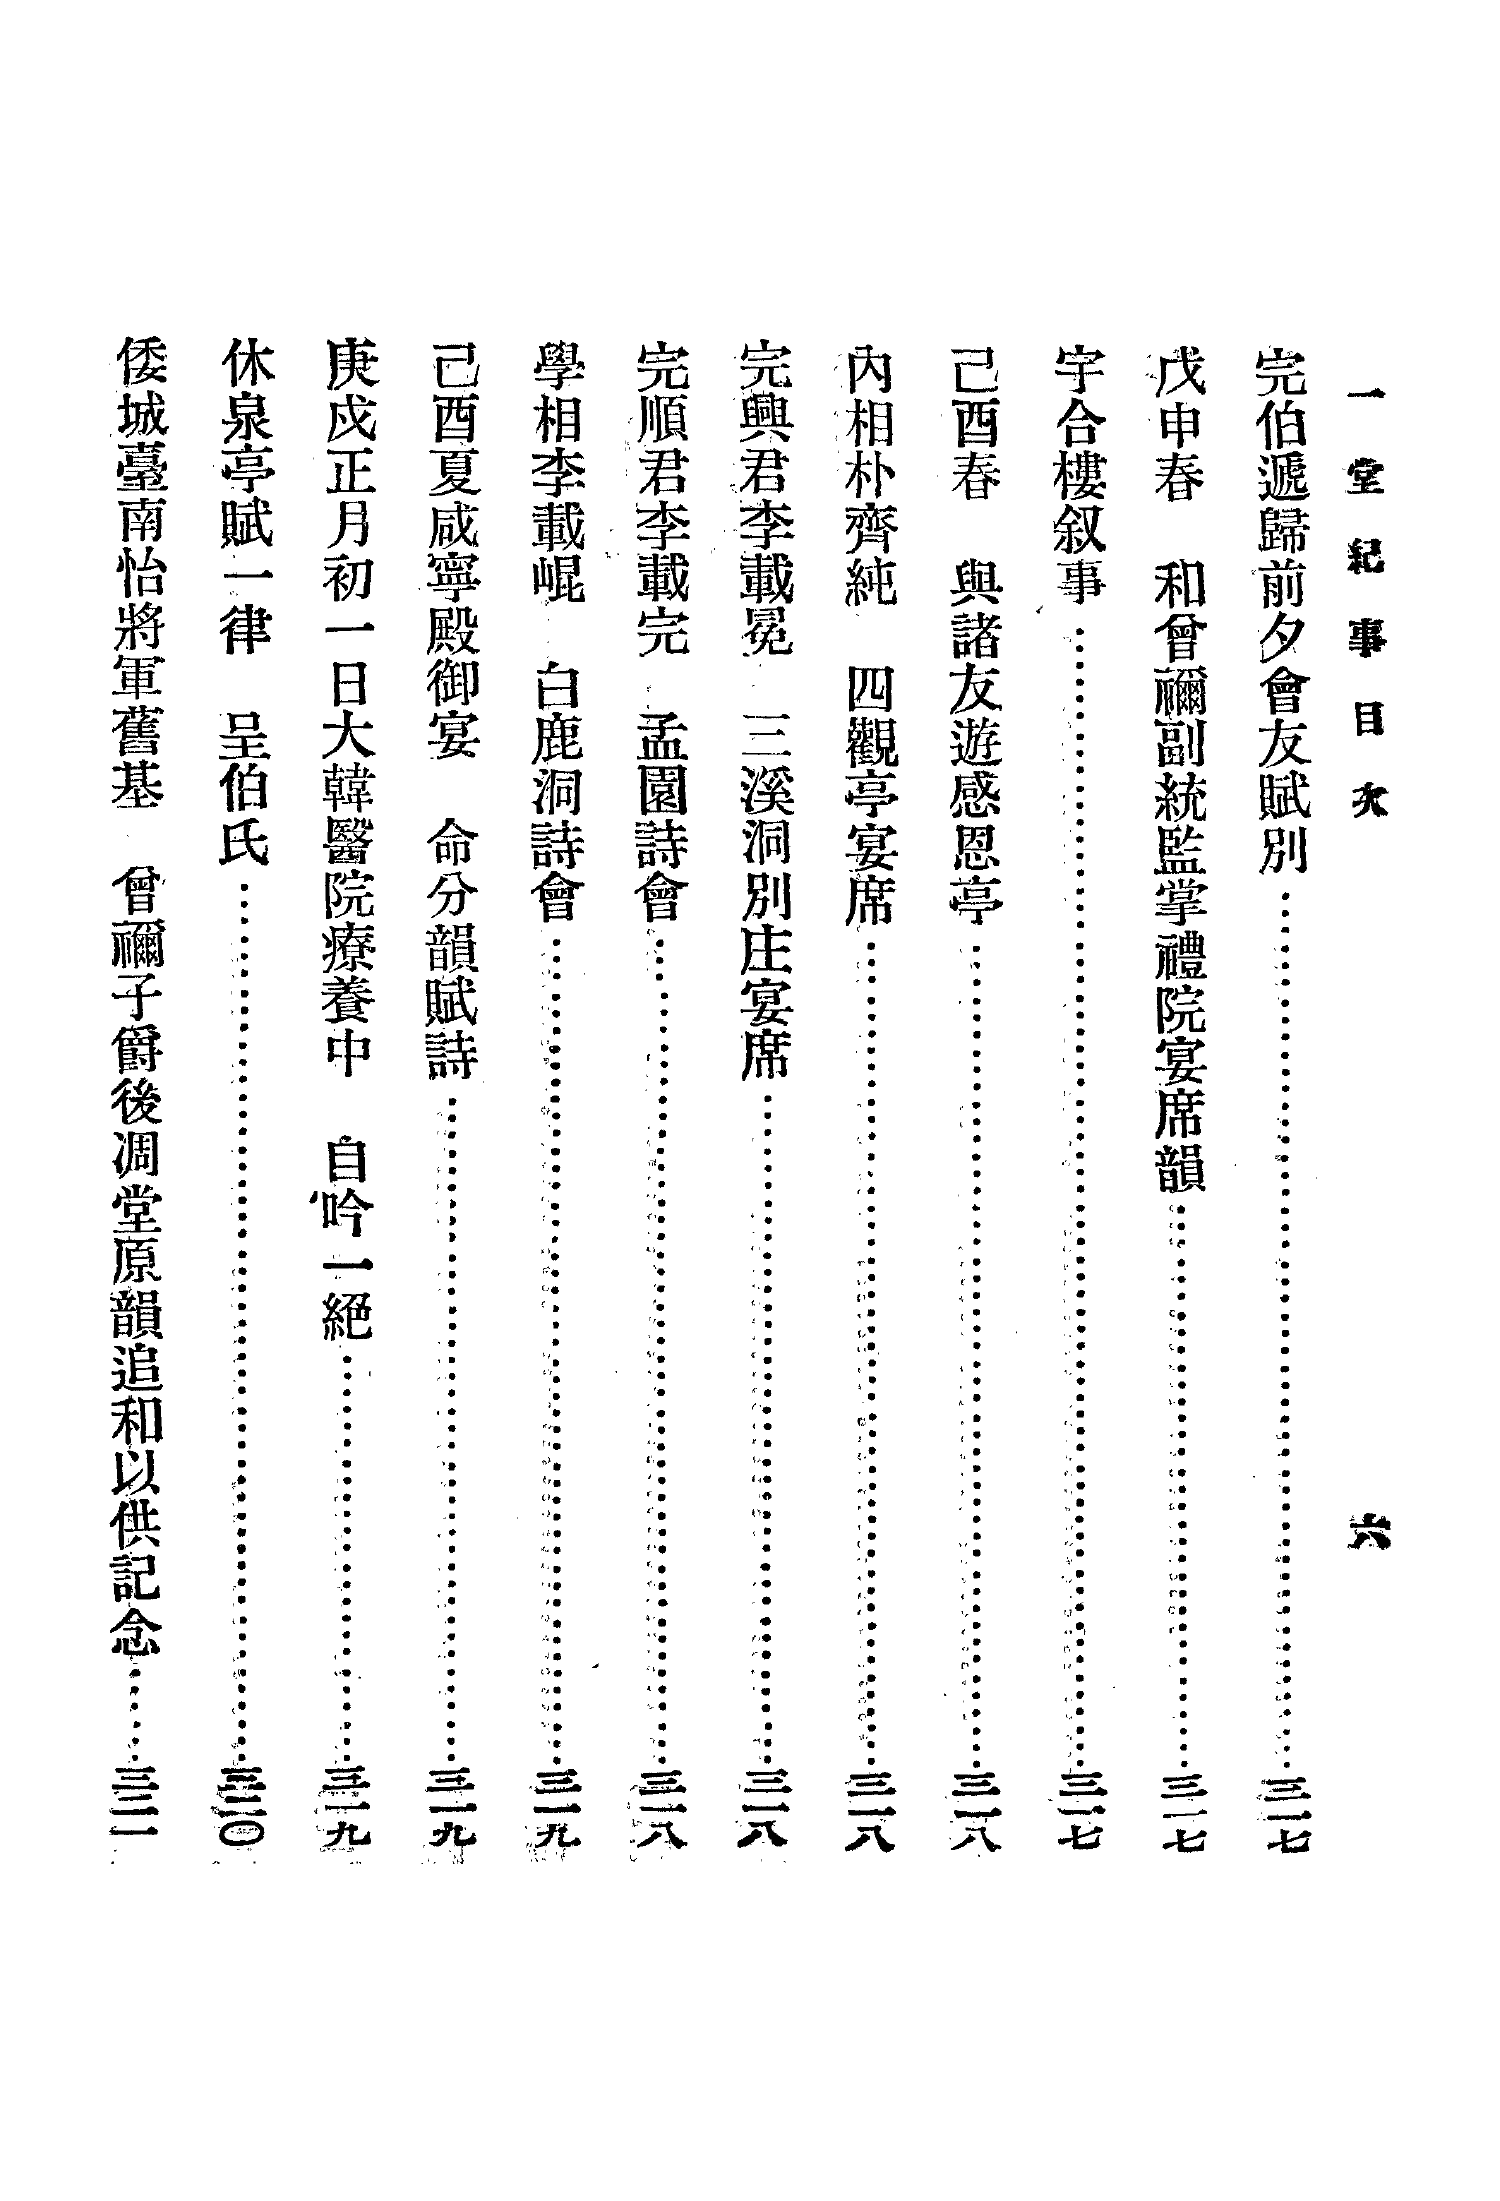 一堂紀事目次 六
完伯遞歸前夕會友賦別……三一七
戊申春 和曾禰副統監掌禮院宴席韻……三一七
宇合樓叙事……三一七
己酉春 與諸友遊感恩亭……三一八
內相朴齊純 四觀亭宴席……三一八
完興君李載冕 三溪洞別庄宴席……三一八
完順君李載完 孟園詩會……三一八
學相李載崐 白鹿洞詩會……三一九
己酉夏咸寧殿御宴 命分韻賦詩……三一九
庚戌正月初一日大韓醫院療養中 自吟一絕……三一九
休泉亭賦一律 呈伯氏……三二〇
倭城臺南怡將軍舊基 曾禰子爵後凋堂原韻追和以供記念……三二一